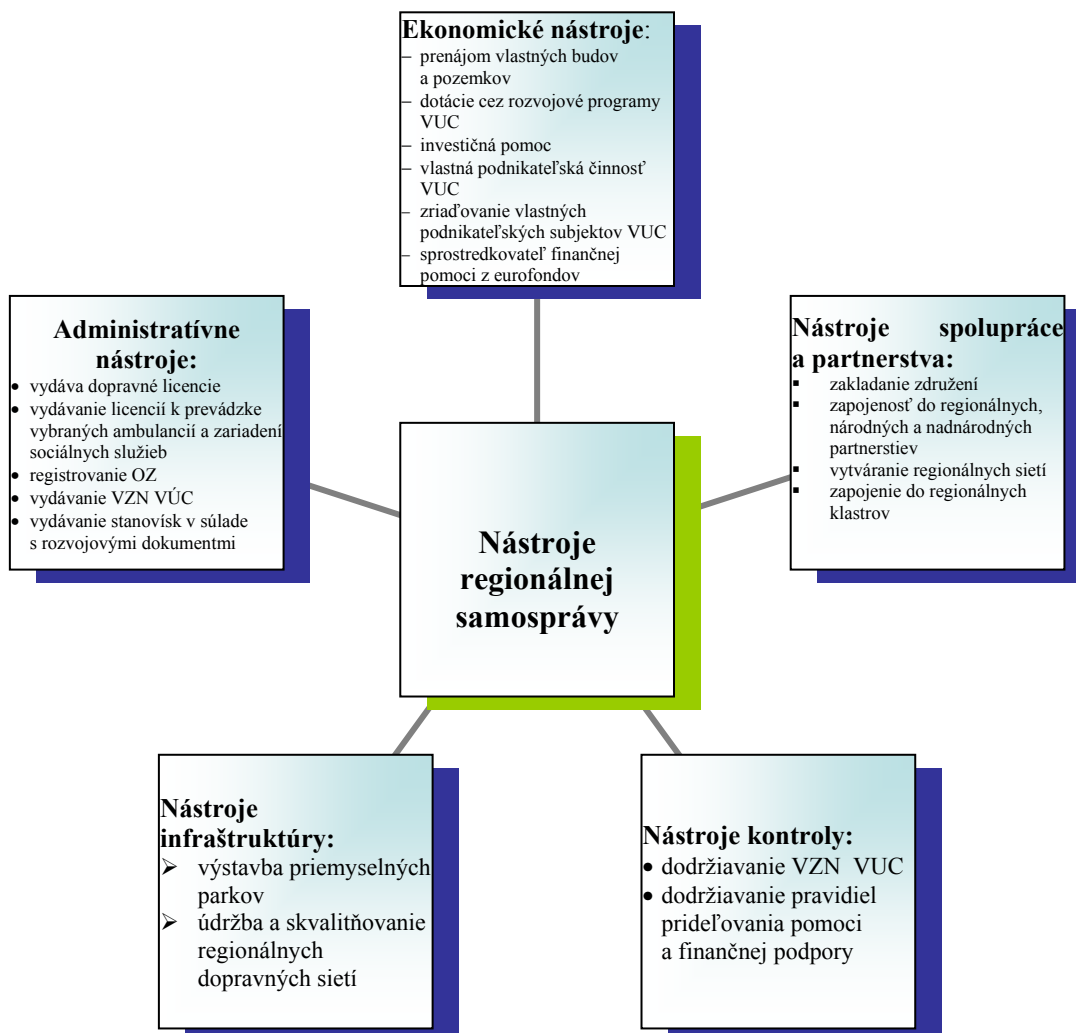 Ekonomické nástroje:
– prenájom vlastných budov
a pozemkov
– dotácie cez rozvojové programy
VUC
– investičná pomoc
– vlastná podnikateľská činnosť
VUC
– zriaďovanie vlastných
podnikateľských subjektov VUC
– sprostredkovateľ finančnej
pomoci z eurofondov
Administratívne
nástroje:
• vydáva dopravné licencie
• vydávanie licencií k prevádzke
vybraných ambulancií a zariadení
sociálnych služieb
• registrovanie OZ
• vydávanie VZN VÚC
• vydávanie stanovísk v súlade
s rozvojovými dokumentmi
Nástroje spolupráce
a partnerstva:
▪ zakladanie združení
▪ zapojenosť do regionálnych,
národných a nadnárodných
partnerstiev
▪ vytváranie regionálnych sietí
▪ zapojenie do regionálnych
klastrov
Nástroje
regionálnej
samosprávy
Nástroje
infraštruktúry:
➢ výstavba priemyselných
parkov
➢ údržba a skvalitňovanie
regionálnych
dopravných sietí
Nástroje kontroly:
• dodržiavanie VZN VUC
• dodržiavanie pravidiel
prideľovania pomoci
a finančnej podpory